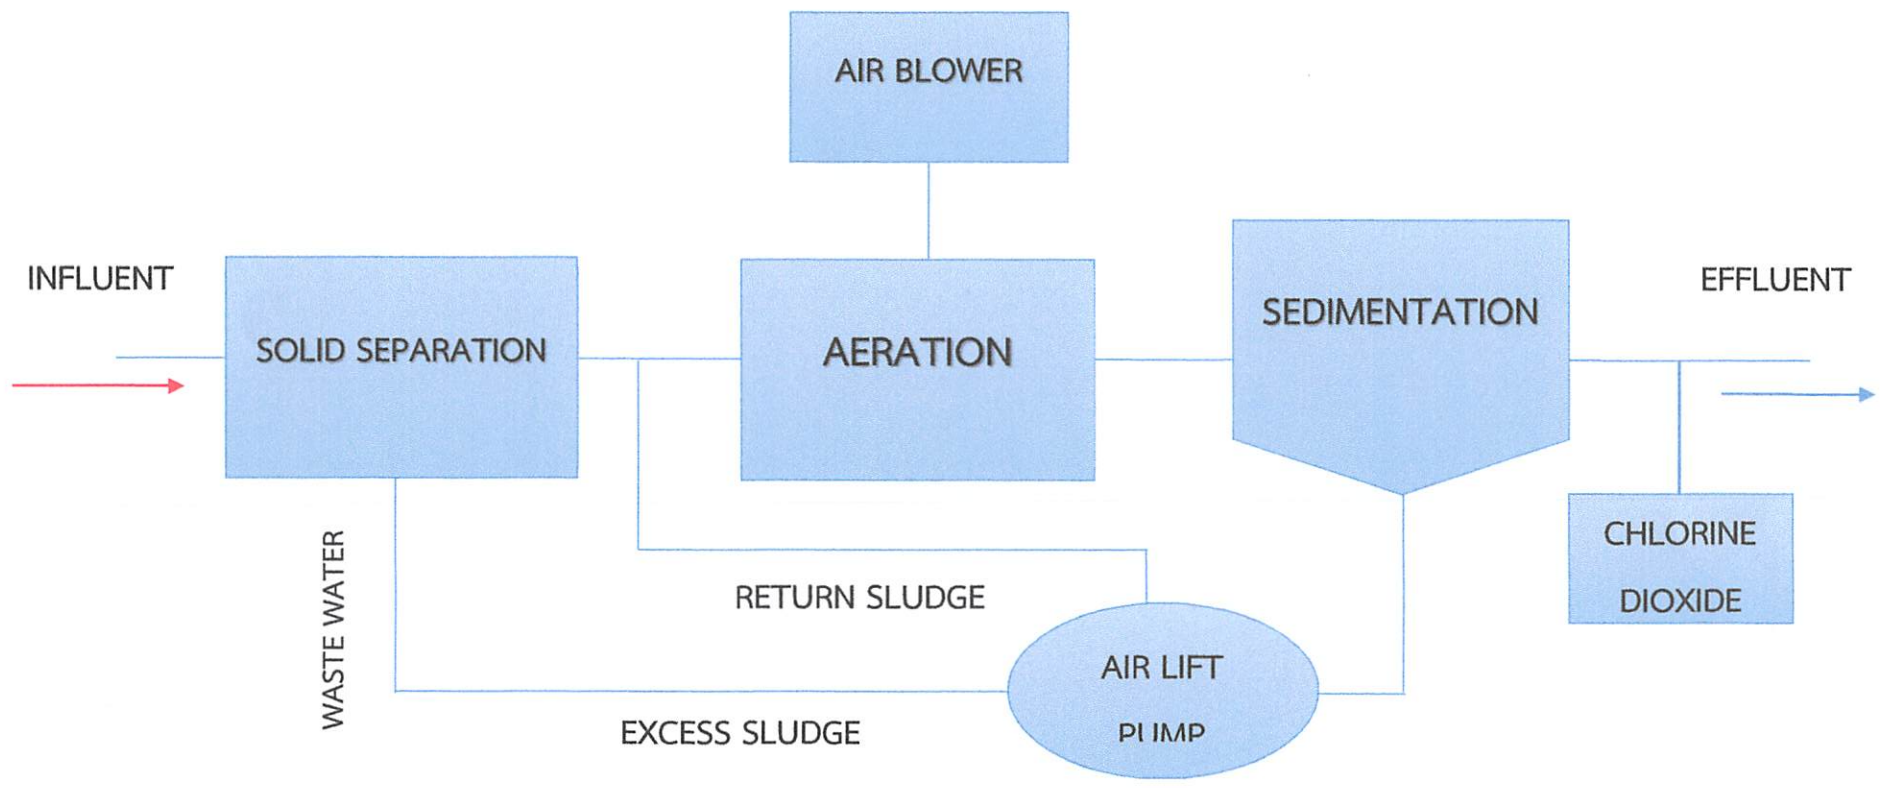 AIR BLOWER
INFLUENT
SOLID SEPARATION
AERATION
SEDIMENTATION
EFFLUENT
CHLORINE
DIOXIDE
WASTE WATER
RETURN SLUDGE
AIR LIFT
PUMP
EXCESS SLUDGE